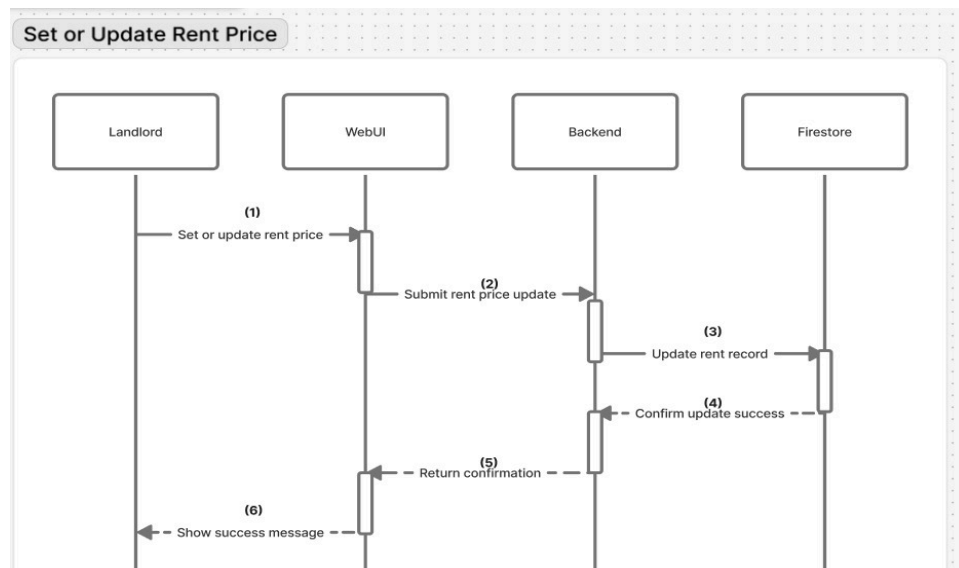 Set or Update Rent Price
Landlord
WebUI
Backend
Firestore
(1)
Set or update rent price
(2)
Submit rent price update
(3)
Update rent record
(4)
Confirm update success
(5)
Return confirmation
(6)
Show success message